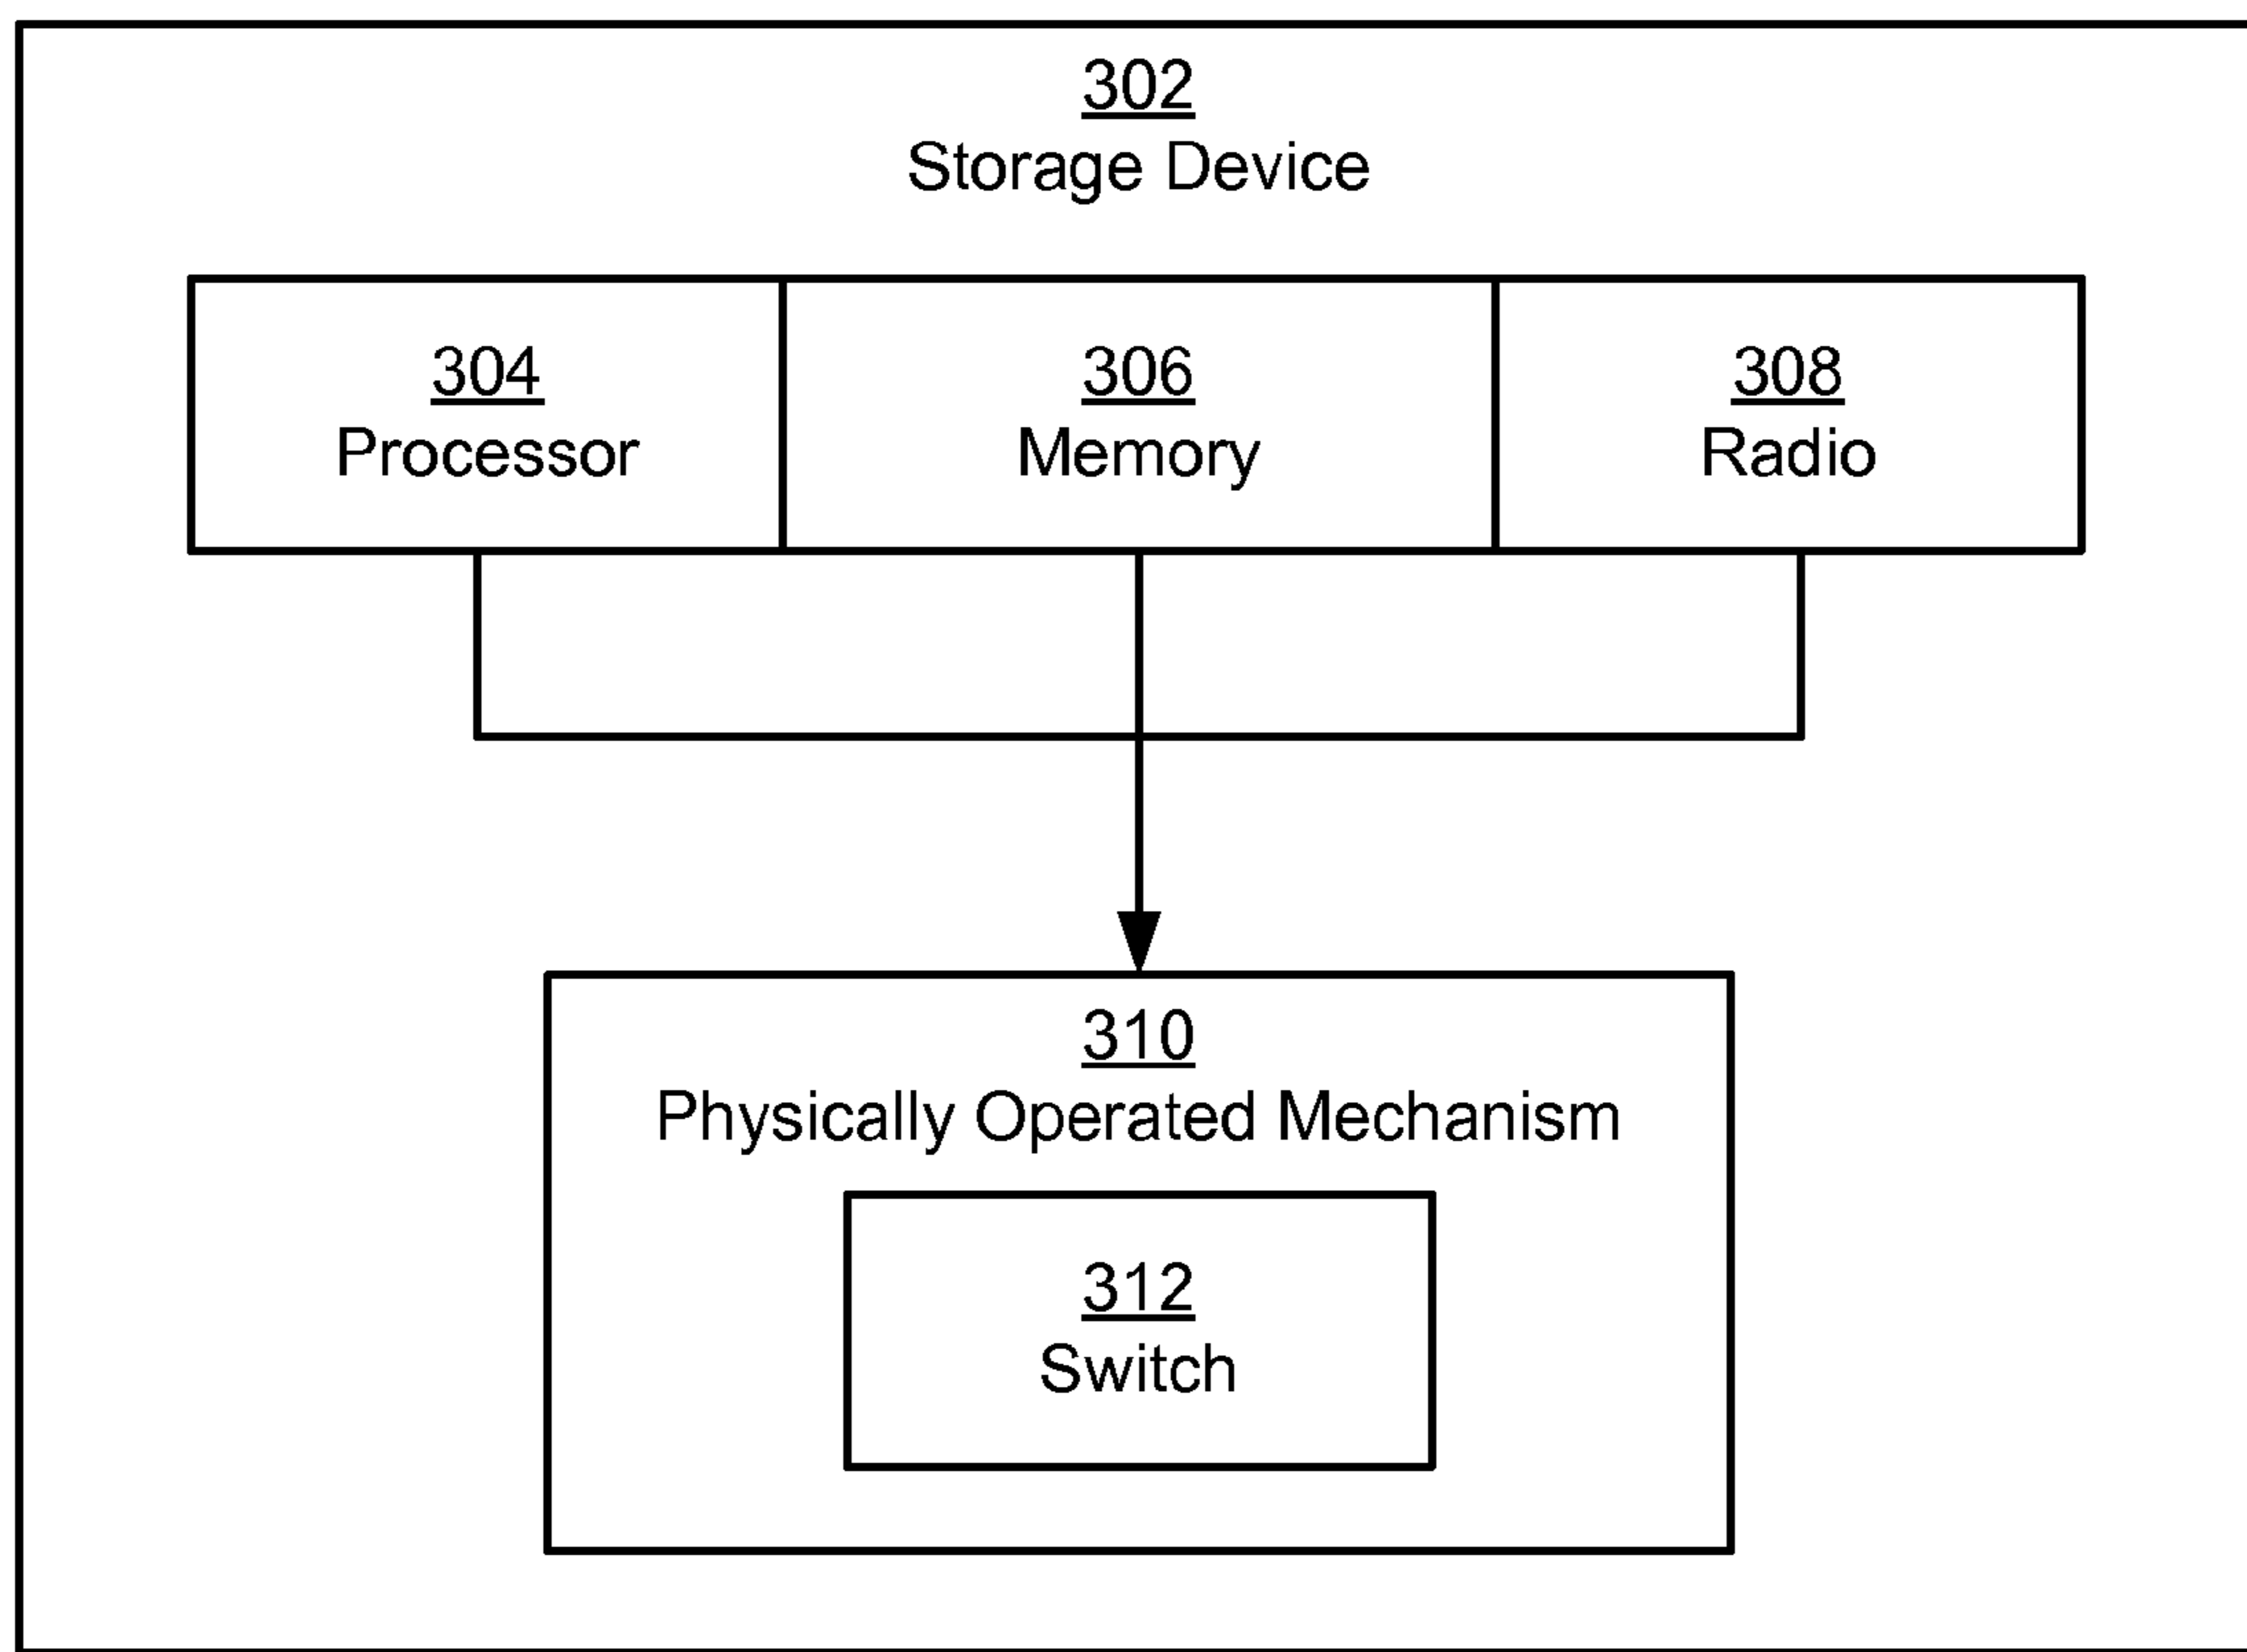 302
Storage Device
304
Processor
306
Memory
308
Radio
310
Physically Operated Mechanism
312
Switch